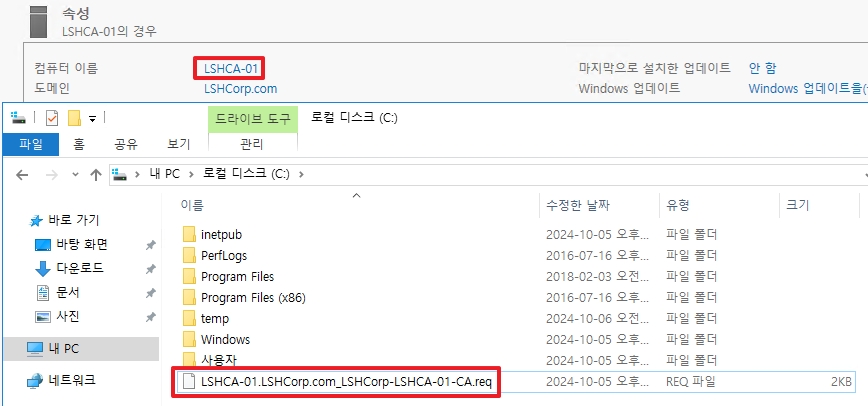 속성
LSHCA-01의 경우
컴퓨터 이름 LSHCA-01 마지막으로 설치한 업데이트 안 함
도메인 LSHCorp.com Windows 업데이트 Windows 업데이트을(
드라이브 도구 로컬 디스크 (C:)
파일 홈 공유 보기 관리
내 PC 로컬 디스크 (C:)
이름 수정한 날짜 유형 크기
바로 가기
바탕 화면
다운로드
문서
사진
내 PC
네트워크
inetpub 2024-10-05 오후... 파일 폴더
PerfLogs 2016-07-16 오후... 파일 폴더
Program Files 2018-02-03 오전... 파일 폴더
Program Files (x86) 2016-07-16 오후... 파일 폴더
temp 2024-10-06 오전... 파일 폴더
Windows 2024-10-05 오후... 파일 폴더
사용자 2024-10-05 오후... 파일 폴더
LSHCA-01.LSHCorp.com_LSHCorp-LSHCA-01-CA.req 2024-10-05 오후... REQ 파일 2KB